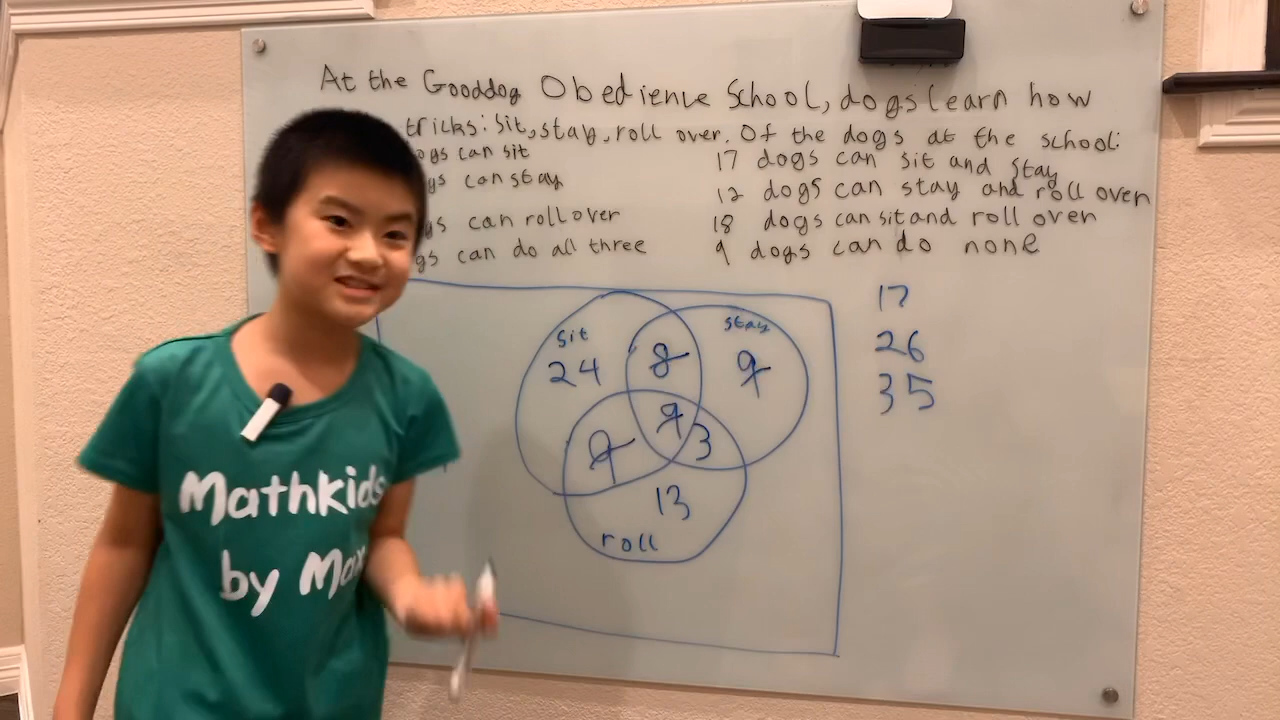 At the Gooddog Obedience School, dogs learn how
tricks: Sit, stay, roll over. Of the dogs at the school:
ogs can sit
17 dogs can sit and stay
gs can stay
12 dogs can stay and roll over
gs can roll over
18 dogs can sit and roll over
gs can do all three
9 dogs can do none
17
26
35
sit
stay
24
8
9
9
3
9
13
roll
MathKids
by Max